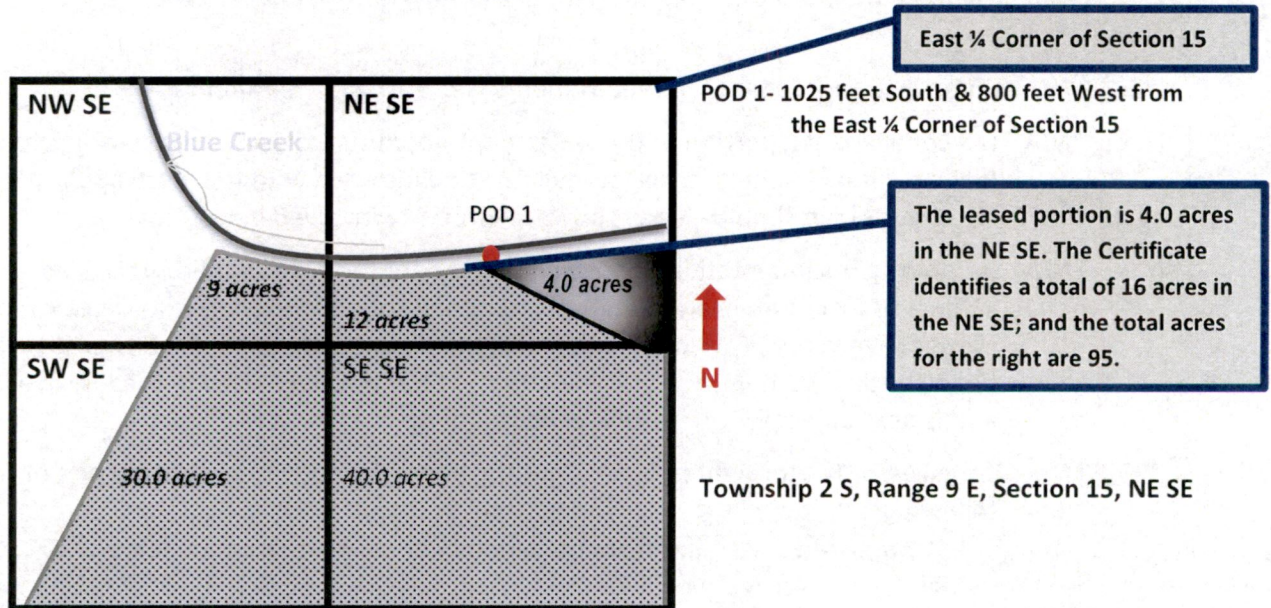 East ¼ Corner of Section 15
NW SE
NE SE
POD 1- 1025 feet South & 800 feet West from
the East ¼ Corner of Section 15
Blue Creek
POD 1
The leased portion is 4.0 acres
in the NE SE. The Certificate
identifies a total of 16 acres in
the NE SE; and the total acres
for the right are 95.
9 acres
4.0 acres
12 acres
SW SE
SE SE
N
30.0 acres
40.0 acres
Township 2 S, Range 9 E, Section 15, NE SE